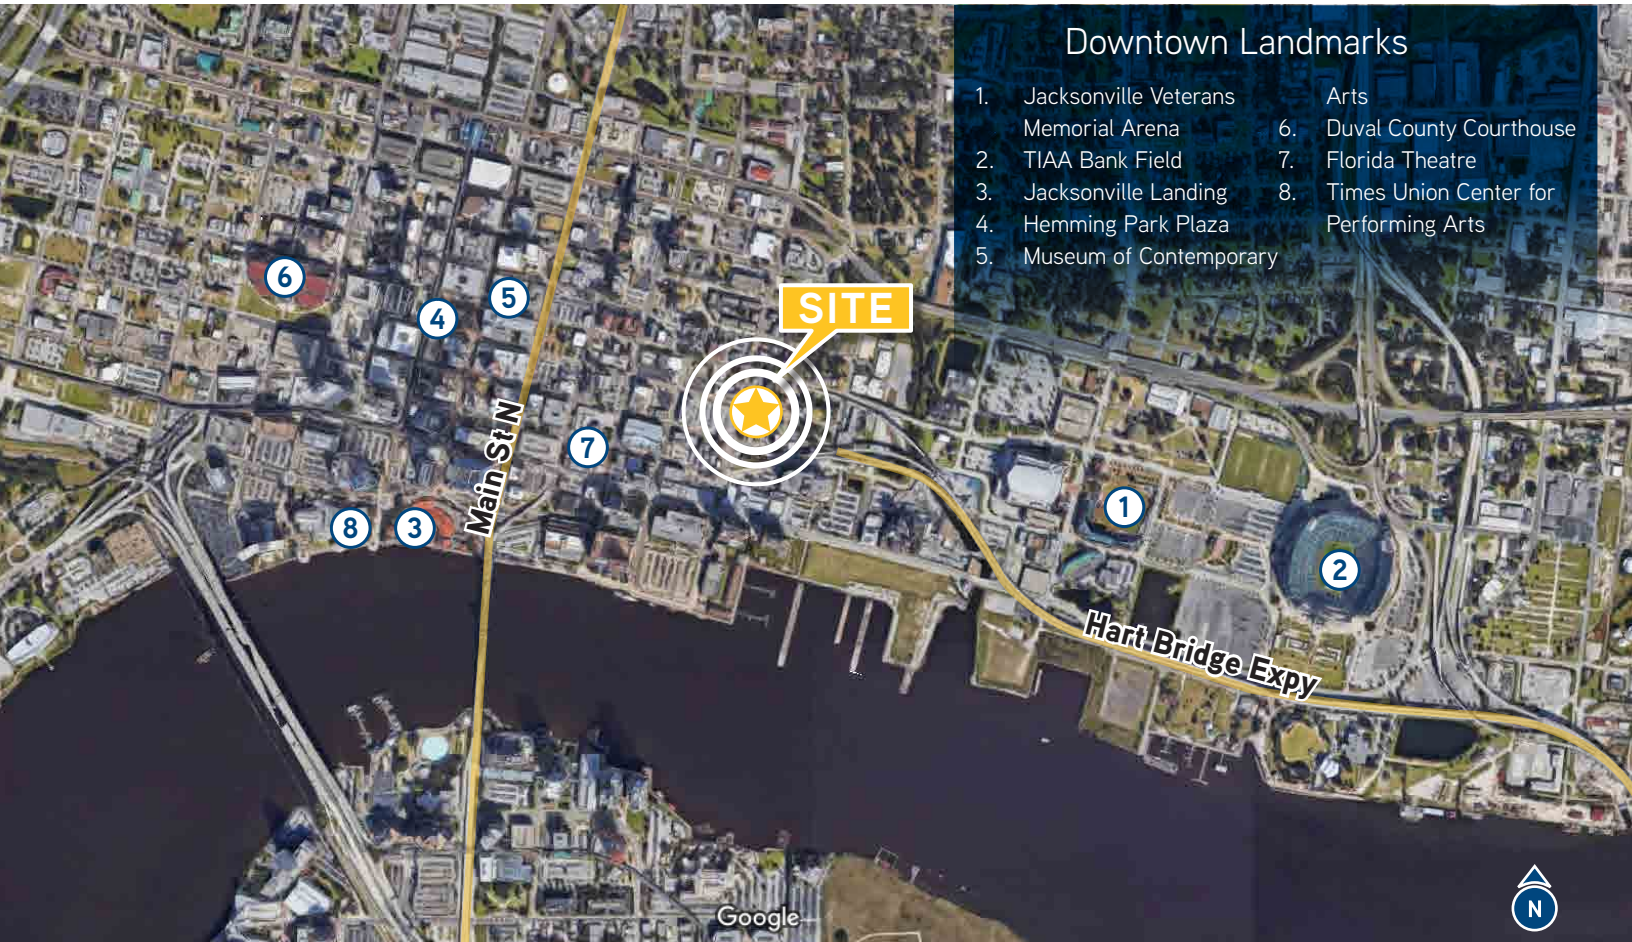 Downtown Landmarks
1. Jacksonville Veterans
Memorial Arena
2. TIAA Bank Field
3. Jacksonville Landing
4. Hemming Park Plaza
5. Museum of Contemporary
Arts
6. Duval County Courthouse
7. Florida Theatre
8. Times Union Center for
Performing Arts
6
5
4
SITE
Main St N
7
8
3
1
2
Hart Bridge Expy
Google
N